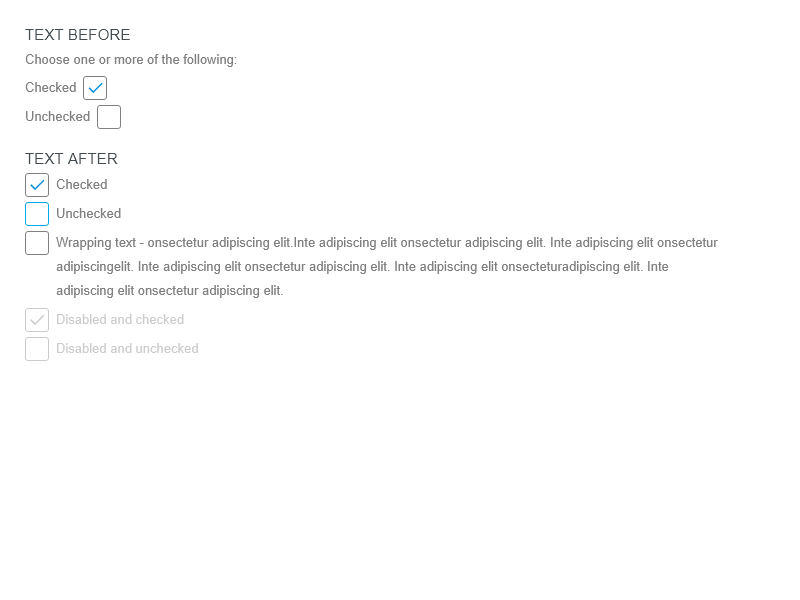 TEXT BEFORE
Choose one or more of the following:
Checked
Unchecked
TEXT AFTER
Checked
Unchecked
Wrapping text - onsectetur adipiscing elit.Inte adipiscing elit onsectetur adipiscing elit. Inte adipiscing elit onsectetur
adipiscingelit. Inte adipiscing elit onsectetur adipiscing elit. Inte adipiscing elit onsecteturadipiscing elit. Inte
adipiscing elit onsectetur adipiscing elit.
Disabled and checked
Disabled and unchecked